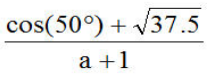 cos(50°) + √37.5
a + 1